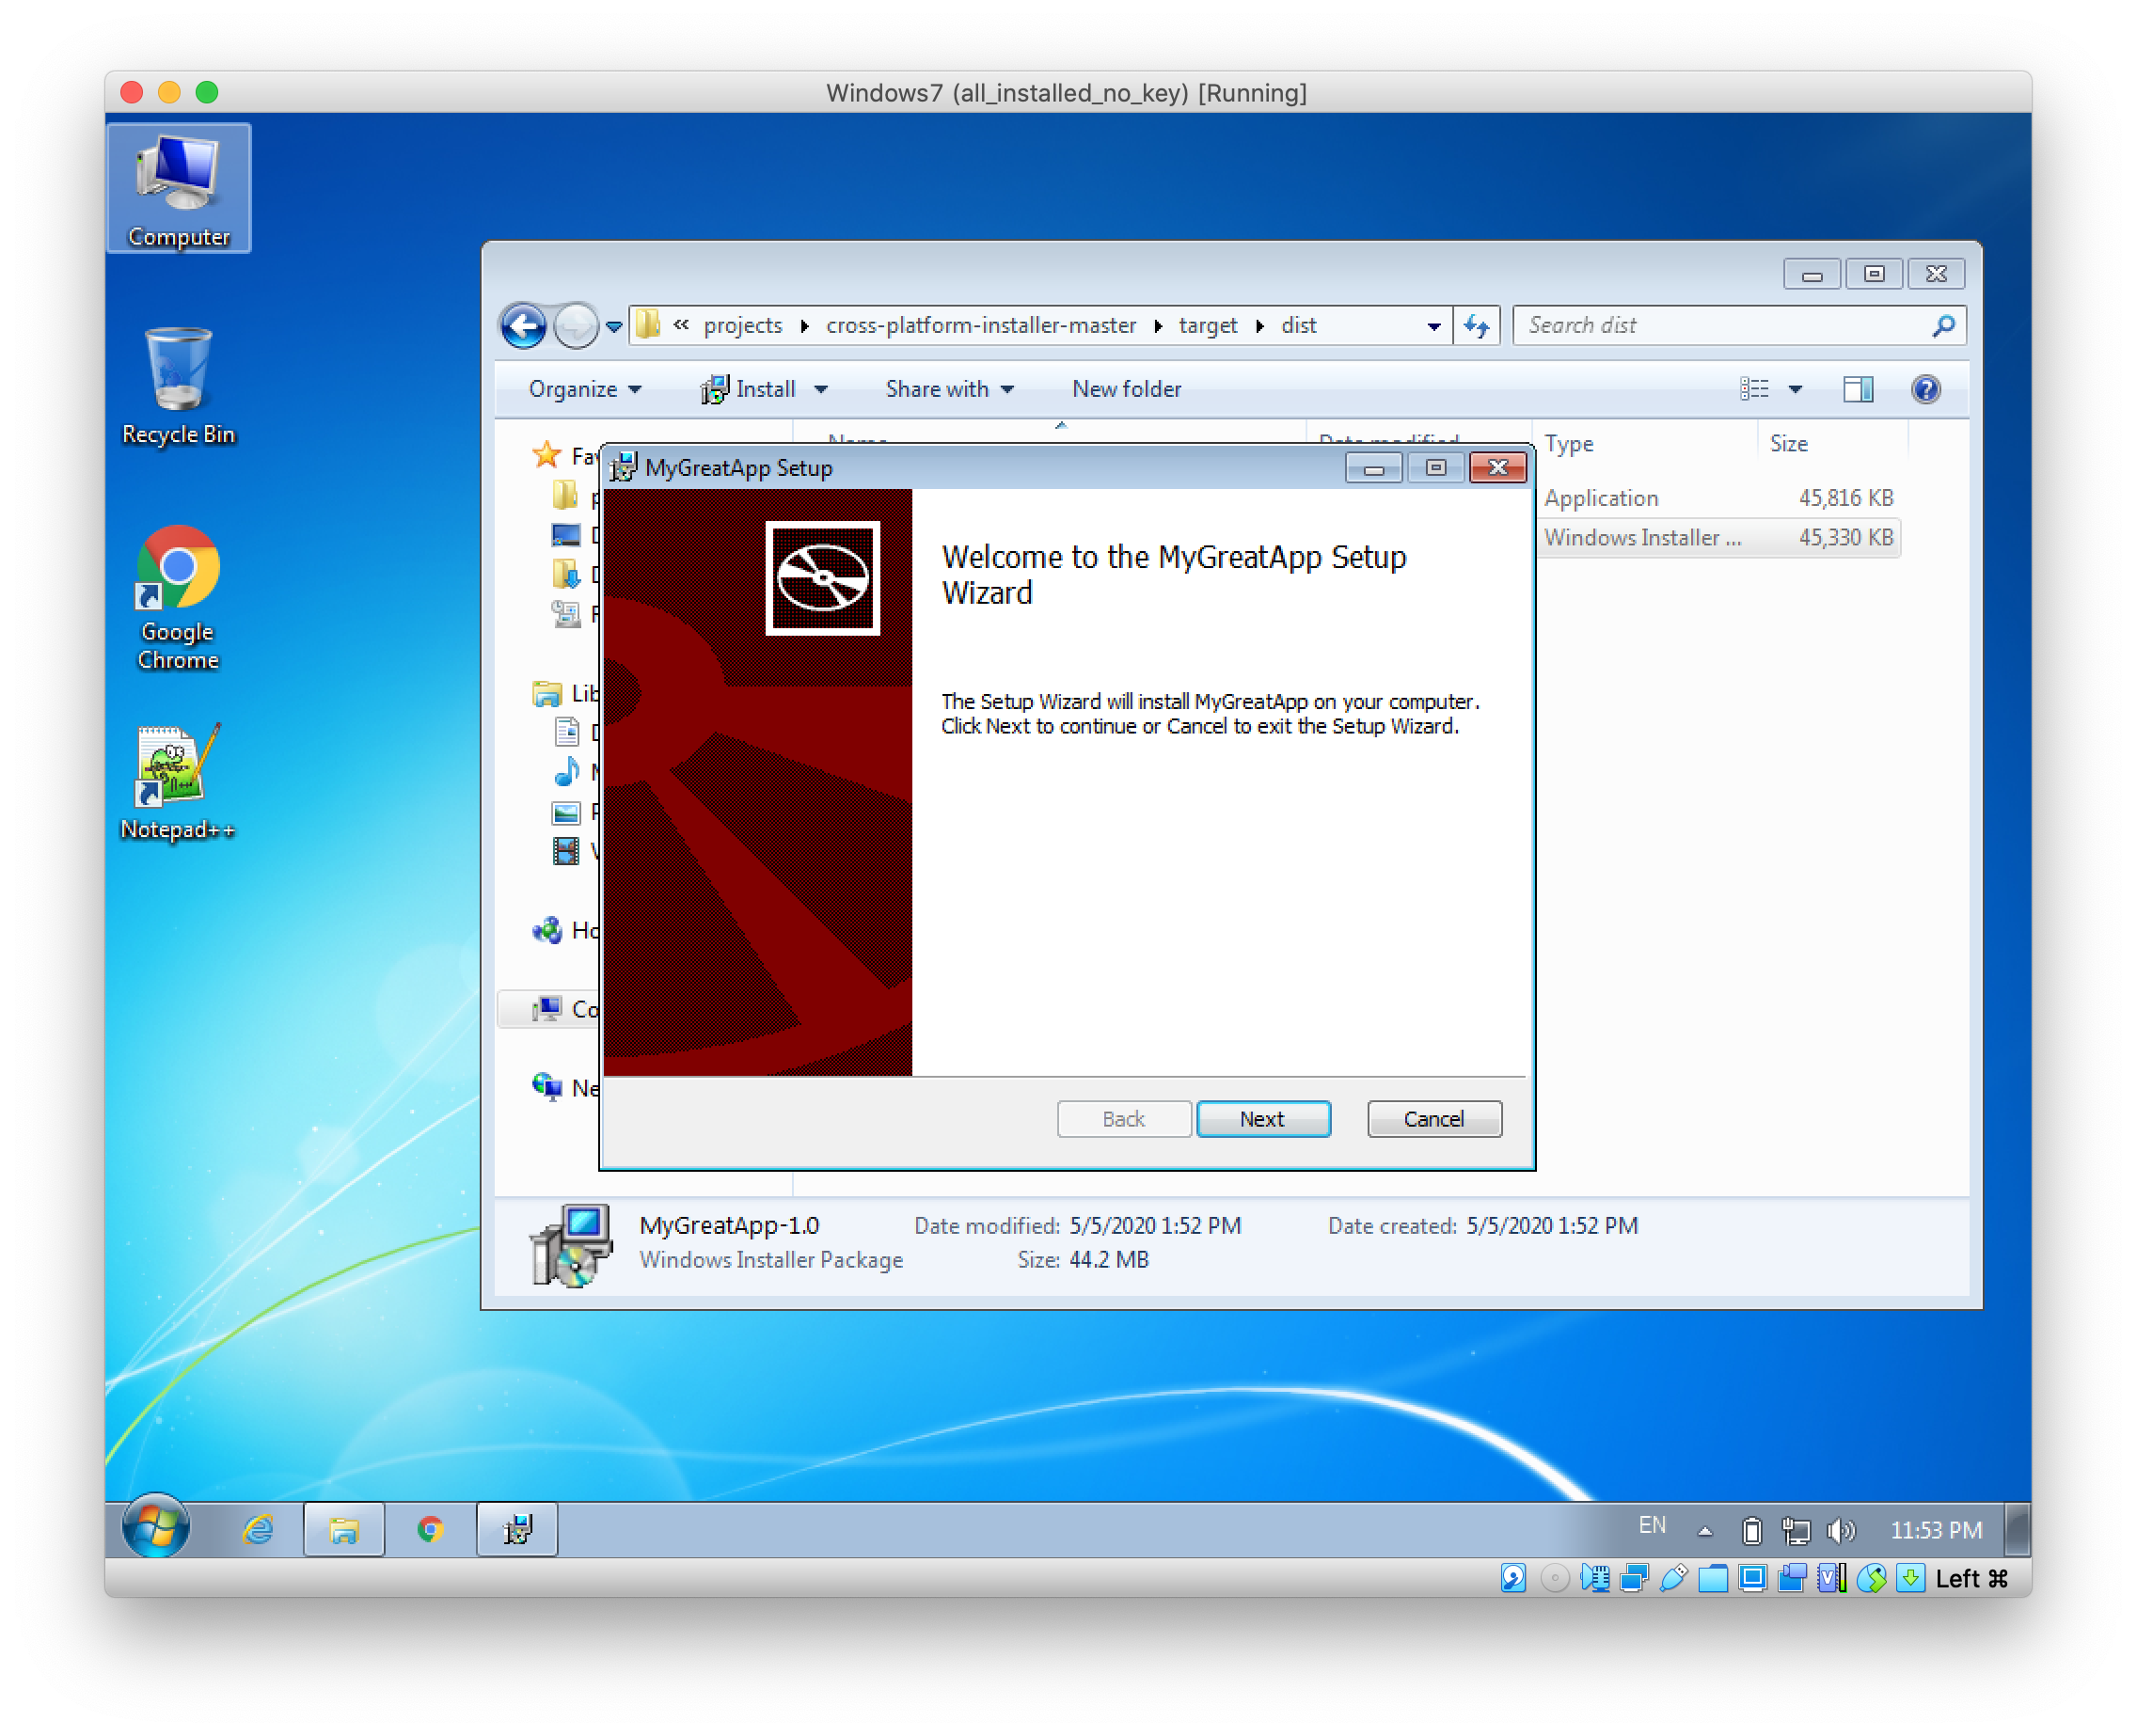 Windows7 (all_installed_no_key) [Running]
Computer
Recycle Bin
Google
Chrome
Notepad++
« projects cross-platform-installer-master target dist
Search dist
Organize Install Share with New folder
Type Size
Application 45,816 KB
Windows Installer ... 45,330 KB
MyGreatApp Setup
Welcome to the MyGreatApp Setup
Wizard
The Setup Wizard will install MyGreatApp on your computer.
Click Next to continue or Cancel to exit the Setup Wizard.
Back Next Cancel
MyGreatApp-1.0 Date modified: 5/5/2020 1:52 PM Date created: 5/5/2020 1:52 PM
Windows Installer Package Size: 44.2 MB
EN 11:53 PM
Left ⌘